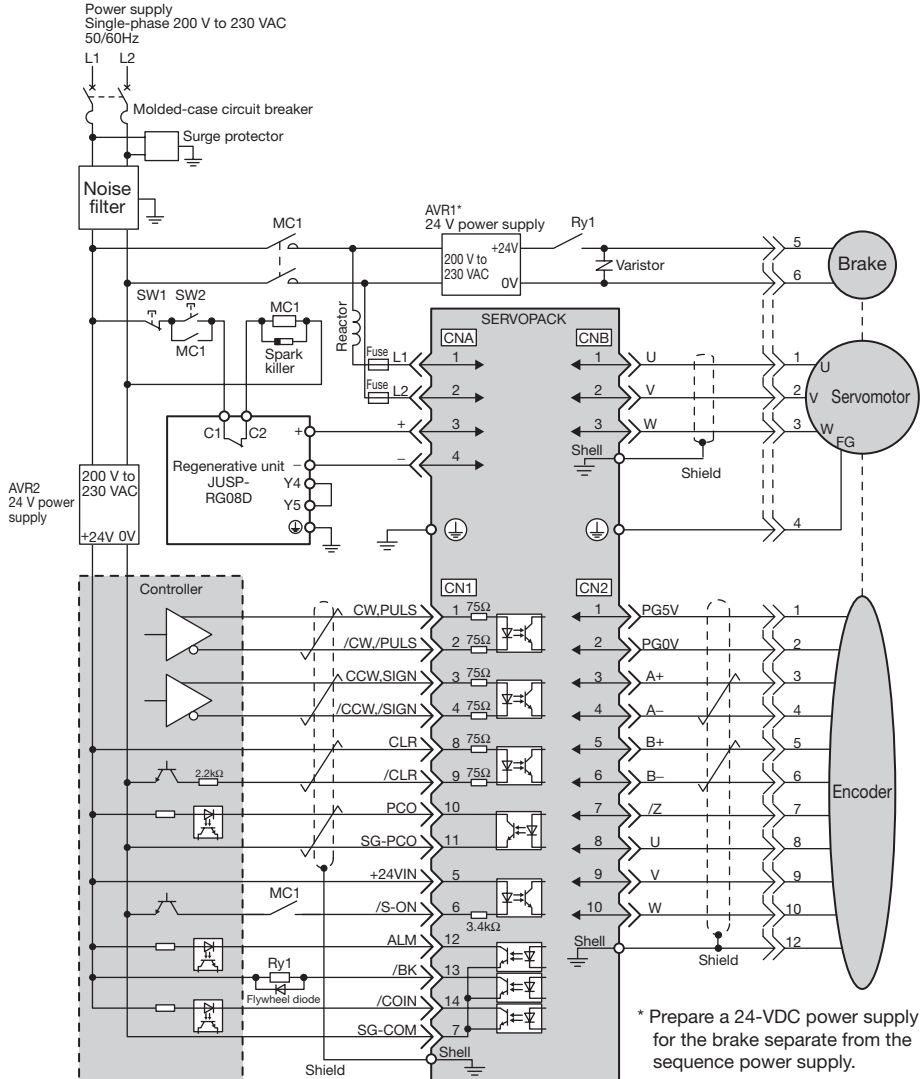 Power supply
Single-phase 200 V to 230 VAC
50/60Hz
L1 L2
Molded-case circuit breaker
Surge protector
Noise
filter
MC1
AVR1*
24 V power supply
Ry1
+24V
200 V to
230 VAC
0V
Varistor
5
6
Brake
SW1 SW2
MC1
MC1
Spark
killer
Reactor
Fuse
L1
Fuse
L2
SERVOPACK
CNA
CNB
1
2
3
4
+
−
1 U
2 V
3 W
Shell
Shield
1
2
3
4
U
V
W
FG
Servomotor
C1 C2
+
−
Regenerative unit
JUSP-
RG08D
Y4
Y5
AVR2
24 V power
supply
200 V to
230 VAC
+24V 0V
Controller
CN1
CN2
CW,PULS 1 75Ω
/CW,/PULS 2 75Ω
CCW,SIGN 3 75Ω
/CCW,/SIGN 4 75Ω
CLR 8 75Ω
2.2kΩ
/CLR 9 75Ω
PCO 10
SG-PCO 11
+24VIN 5
MC1
/S-ON 6
3.4kΩ
ALM 12
Ry1
/BK 13
Flywheel diode
/COIN 14
SG-COM 7
Shell
Shield
1 PG5V 1
2 PG0V 2
3 A+ 3
4 A− 4
5 B+ 5
6 B− 6
7 /Z 7
8 U 8
9 V 9
10 W 10
Shell
12
Shield
Encoder
* Prepare a 24-VDC power supply
for the brake separate from the
sequence power supply.